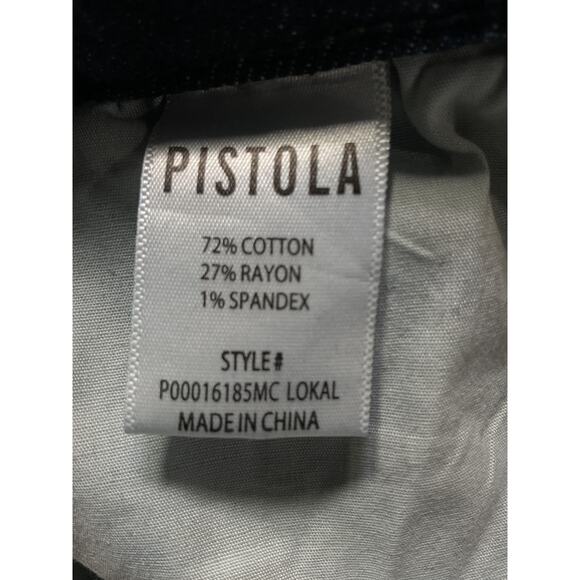 PISTOLA
72% COTTON
27% RAYON
1% SPANDEX
STYLE#
P00016185MC LOKAL
MADE IN CHINA